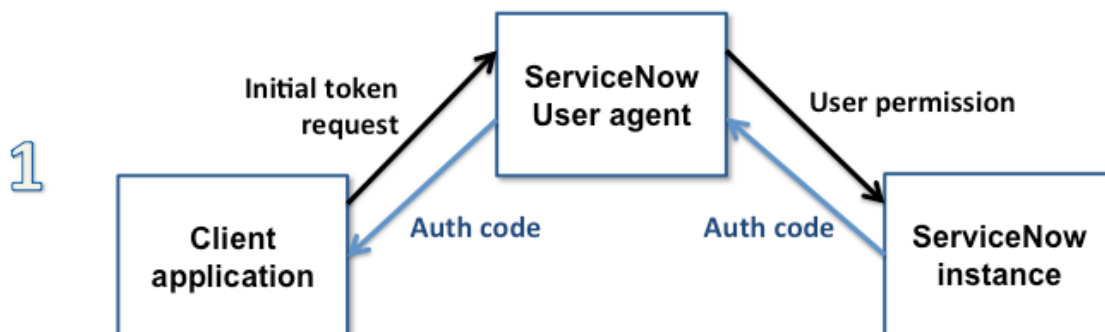 1
Initial token
request
ServiceNow
User agent
User permission
Client
application
Auth code
Auth code
ServiceNow
instance